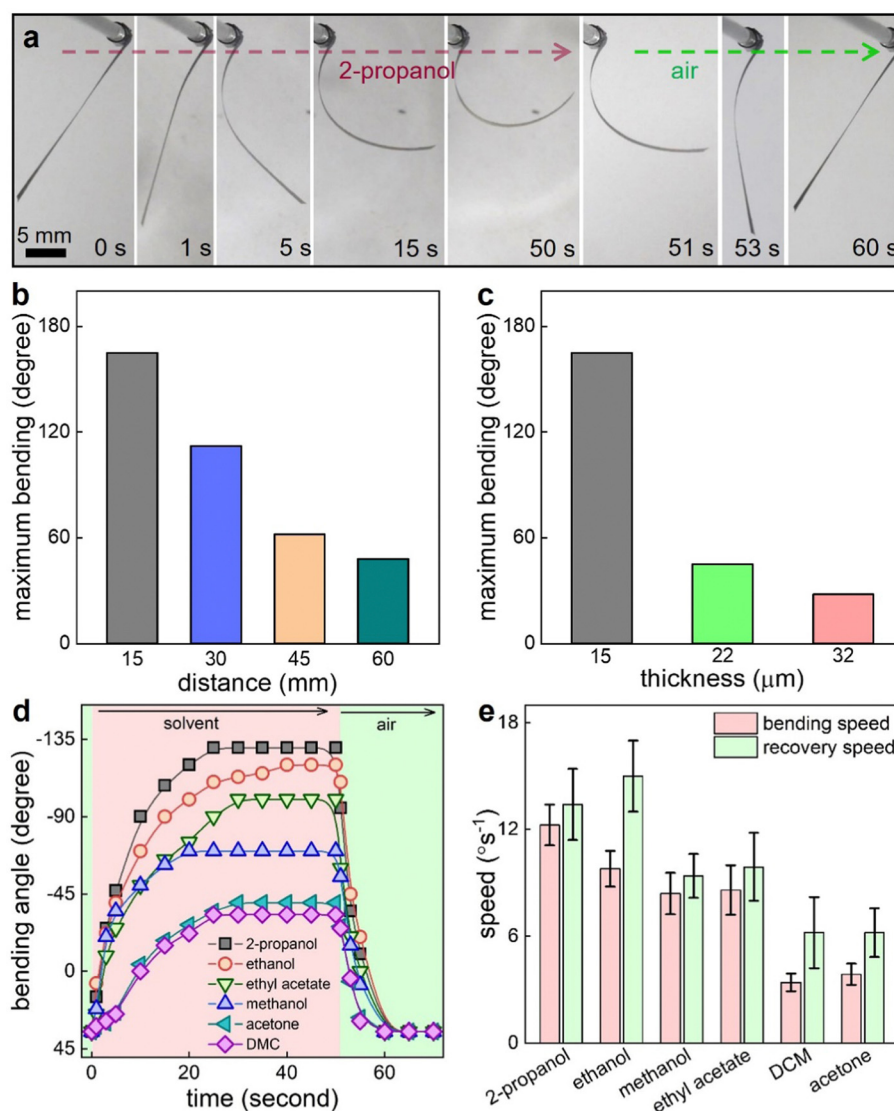 a
2-propanol
air
5 mm
0 s
1 s
5 s
15 s
50 s
51 s
53 s
60 s
b
maximum bending (degree)
180
120
60
0
15
30
45
60
distance (mm)
c
maximum bending (degree)
180
120
60
0
15
22
32
thickness (μm)
d
solvent
air
bending angle (degree)
-135
-90
-45
0
45
2-propanol
ethanol
ethyl acetate
methanol
acetone
DMC
0
20
40
60
time (second)
e
bending speed
recovery speed
speed (°s-1)
18
12
6
0
2-propanol
ethanol
methanol
ethyl acetate
DCM
acetone